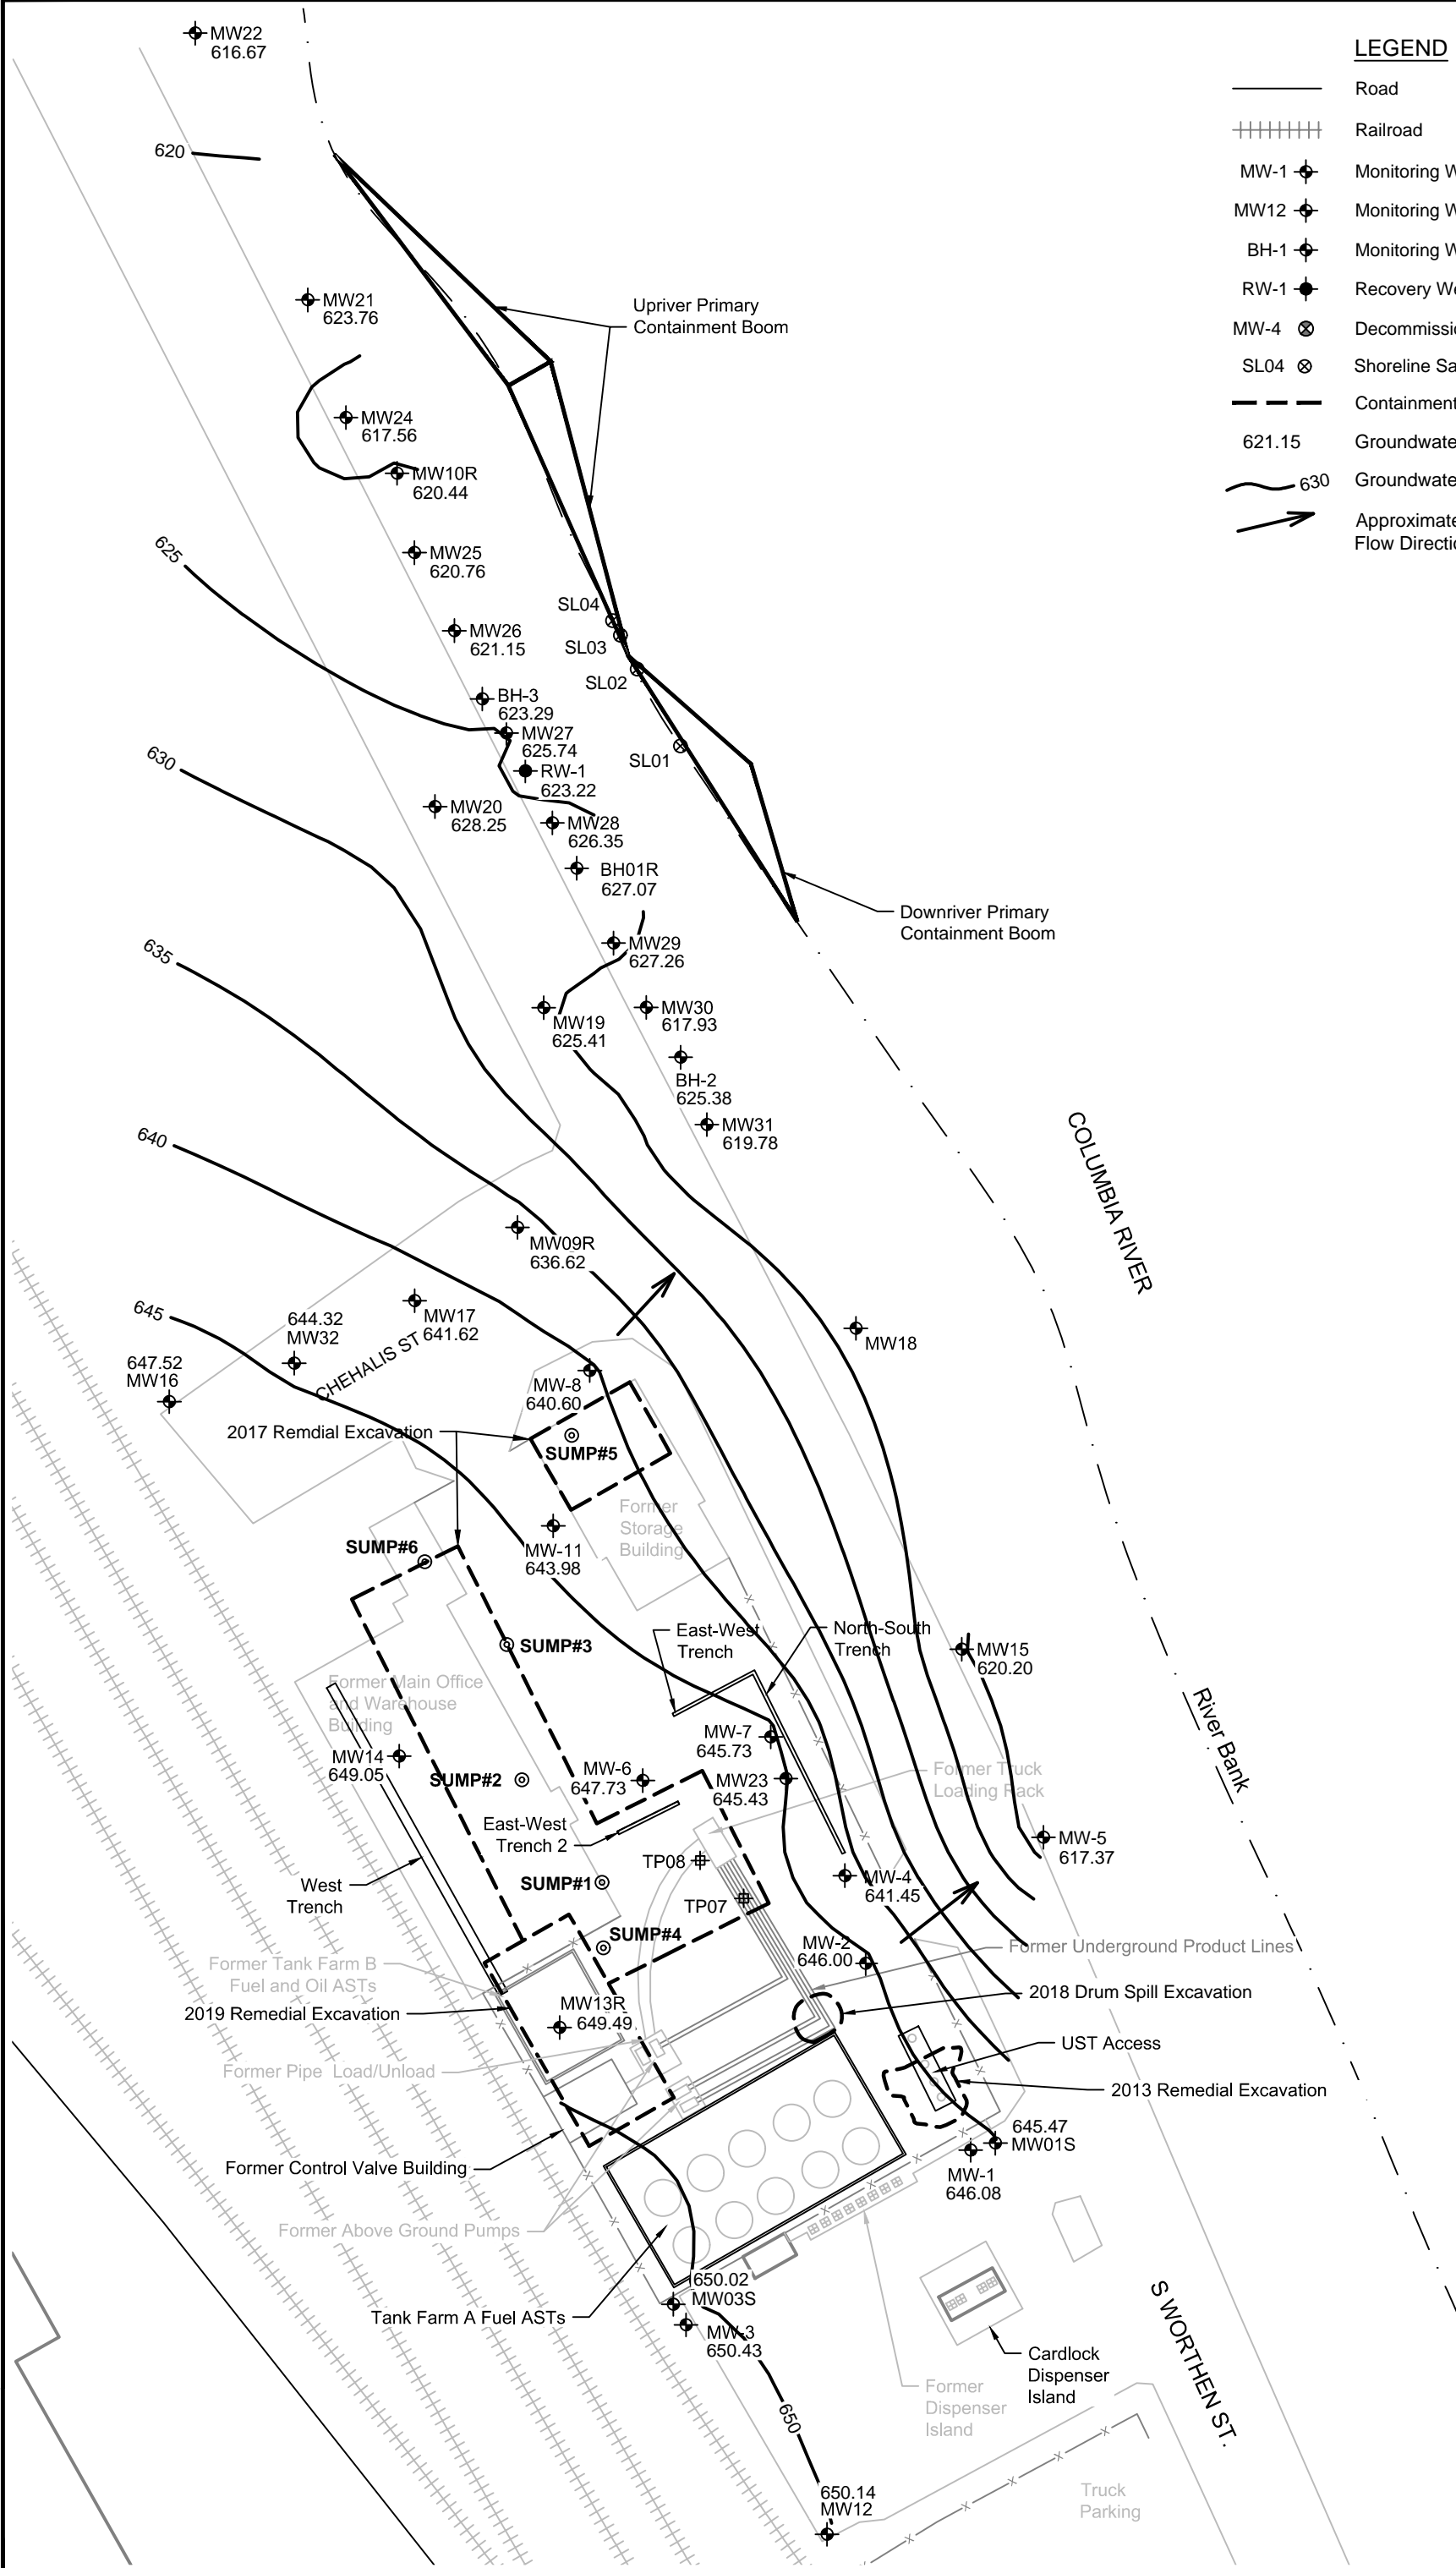 MW22
616.67
LEGEND
Road
Railroad
MW-1
Monitoring W
MW12
Monitoring W
BH-1
Monitoring W
RW-1
Recovery We
MW-4
Decommissi
SL04
Shoreline Sa
Containment
621.15
Groundwate
630
Groundwate
Approximate
Flow Directi
620
MW21
623.76
Upriver Primary
Containment Boom
MW24
617.56
MW10R
620.44
625
MW25
620.76
SL04
MW26
621.15
SL03
SL02
BH-3
623.29
MW27
625.74
630
SL01
RW-1
623.22
MW20
628.25
MW28
626.35
BH01R
627.07
Downriver Primary
Containment Boom
635
MW29
627.26
MW30
617.93
MW19
625.41
BH-2
625.38
MW31
619.78
640
COLUMBIA RIVER
MW09R
636.62
645
MW17
641.62
644.32
MW32
CHEHALIS ST
MW18
647.52
MW16
MW-8
640.60
2017 Remdial Excavation
SUMP#5
Former
Storage
Building
SUMP#6
MW-11
643.98
SUMP#3
East-West
Trench
North-South
Trench
MW15
620.20
Former Main Office
and Warehouse
Building
River Bank
MW-7
645.73
MW14
649.05
SUMP#2
MW-6
647.73
MW23
645.43
Former Truck
Loading Rack
East-West
Trench 2
MW-5
617.37
TP08
West
Trench
SUMP#1
MW-4
641.45
TP07
SUMP#4
MW-2
646.00
Former Underground Product Lines
Former Tank Farm B
Fuel and Oil ASTs
2018 Drum Spill Excavation
2019 Remedial Excavation
MW13R
649.49
UST Access
Former Pipe Load/Unload
2013 Remedial Excavation
645.47
MW01S
Former Control Valve Building
MW-1
646.08
Former Above Ground Pumps
650.02
MW03S
Tank Farm A Fuel ASTs
MW-3
650.43
S WORTHEN ST.
Cardlock
Dispenser
Island
Former
Dispenser
Island
650
650.14
MW12
Truck
Parking